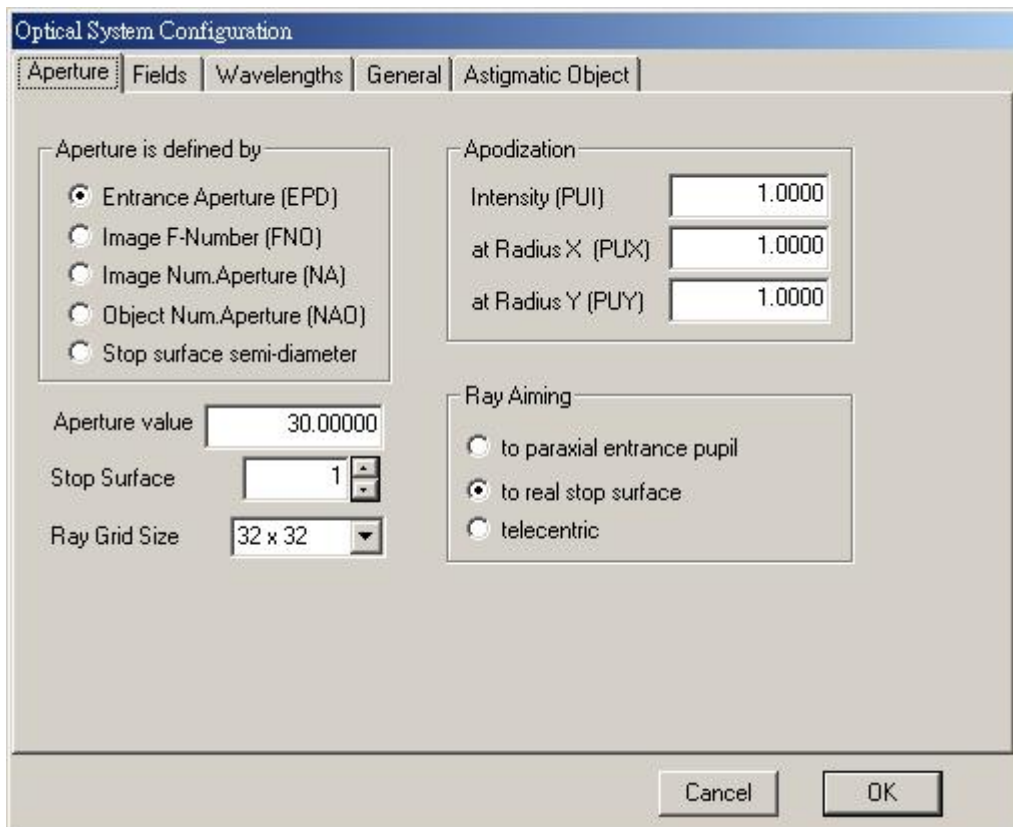 Optical System Configuration
Aperture Fields Wavelengths General Astigmatic Object
Aperture is defined by
Entrance Aperture (EPD)
Image F-Number (FNO)
Image Num.Aperture (NA)
Object Num.Aperture (NAO)
Stop surface semi-diameter
Aperture value 30.00000
Stop Surface 1
Ray Grid Size 32 x 32
Apodization
Intensity (PUI) 1.0000
at Radius X (PUX) 1.0000
at Radius Y (PUY) 1.0000
Ray Aiming
to paraxial entrance pupil
to real stop surface
telecentric
Cancel OK